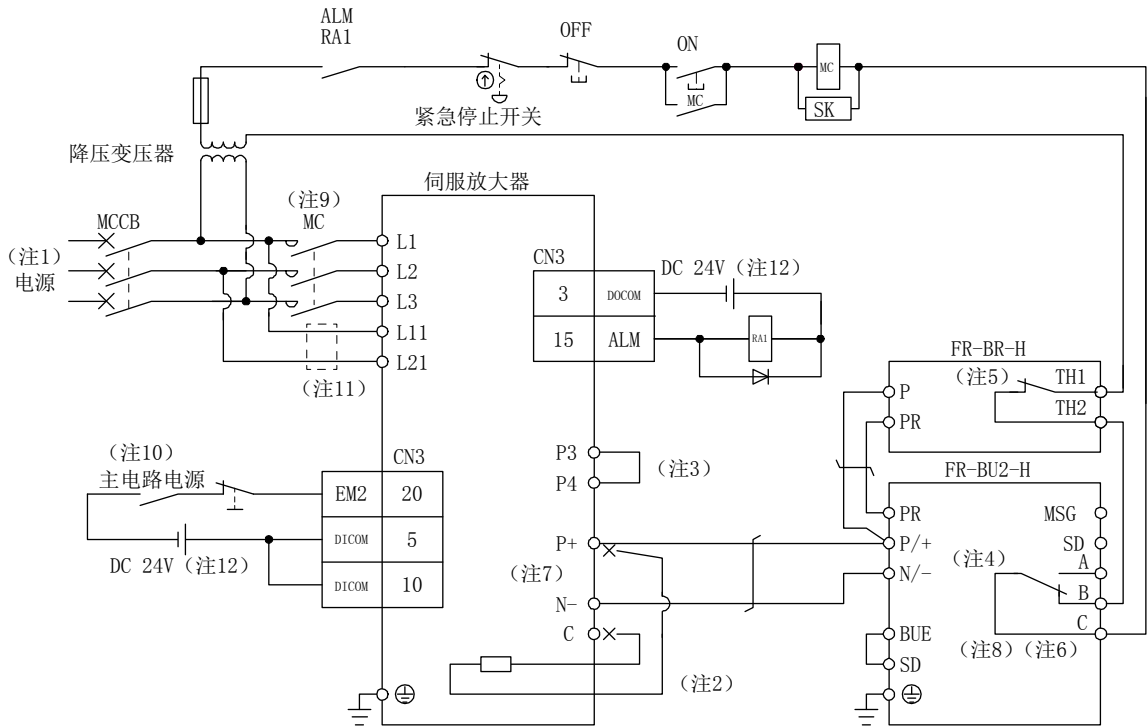 ALM
RA1
OFF
ON
MC
MC
SK
紧急停止开关
降压变压器
伺服放大器
(注9)
MCCB
MC
(注1)
电源
L1
L2
L3
L11
L21
(注11)
CN3
DC 24V(注12)
3
DOCOM
15
ALM
RA1
FR-BR-H
(注5)
TH1
P
TH2
PR
(注10)
主电路电源
CN3
EM2
20
DICOM
5
DC 24V(注12)
DICOM
10
P3
(注3)
P4
P+
(注7)
N-
C
(注2)
FR-BU2-H
PR
MSG
P/+
SD
(注4)
A
N/-
B
C
BUE
(注8)(注6)
SD